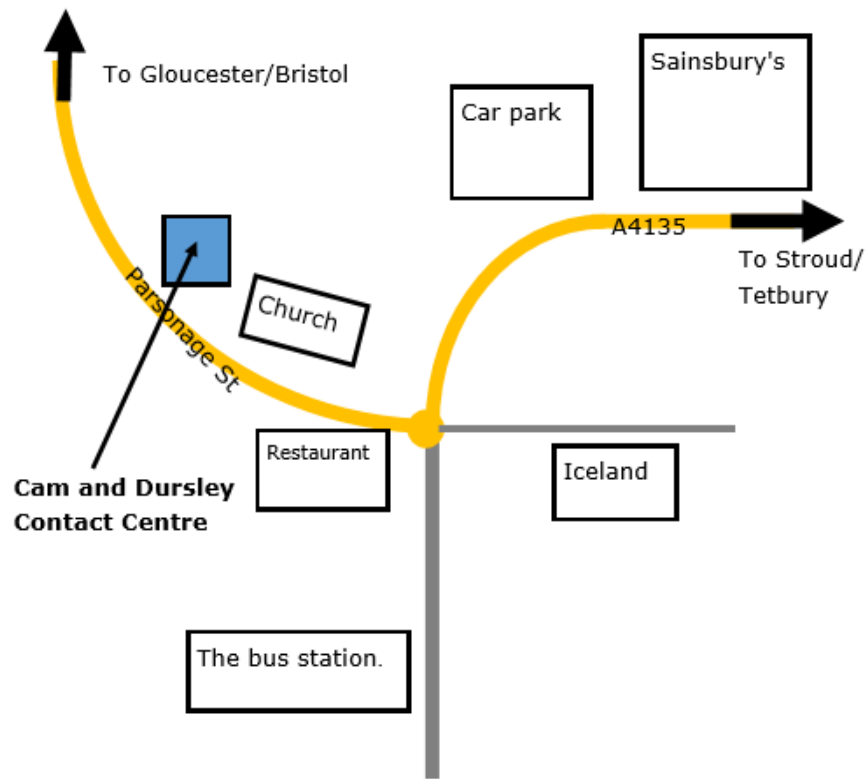 To Gloucester/Bristol
Sainsbury's
Car park
A4135
To Stroud/
Tetbury
Parsonage St
Church
Restaurant
Iceland
Cam and Dursley
Contact Centre
The bus station.